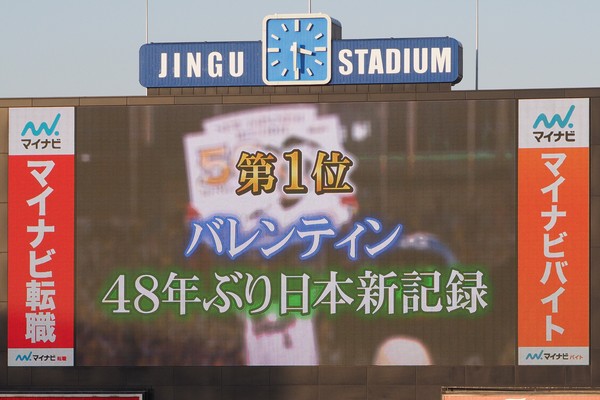 JINGU STADIUM
マイナビ
マイナビ転職
マイナビ 転職
第1位
バレンティン
48年ぶり日本新記録
マイナビ
マイナビバイト
マイナビ バイト